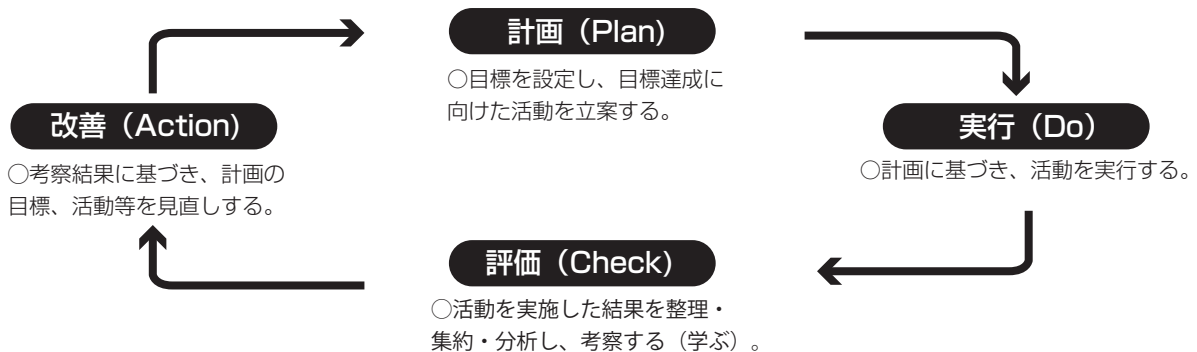 計画（Plan)
○目標を設定し、目標達成に
向けた活動を立案する。
実行（Do）
○計画に基づき、活動を実行する。
評価（Check)
○活動を実施した結果を整理・
集約・分析し、考察する（学ぶ）。
改善（Action)
○考察結果に基づき、計画の
目標、活動等を見直しする。